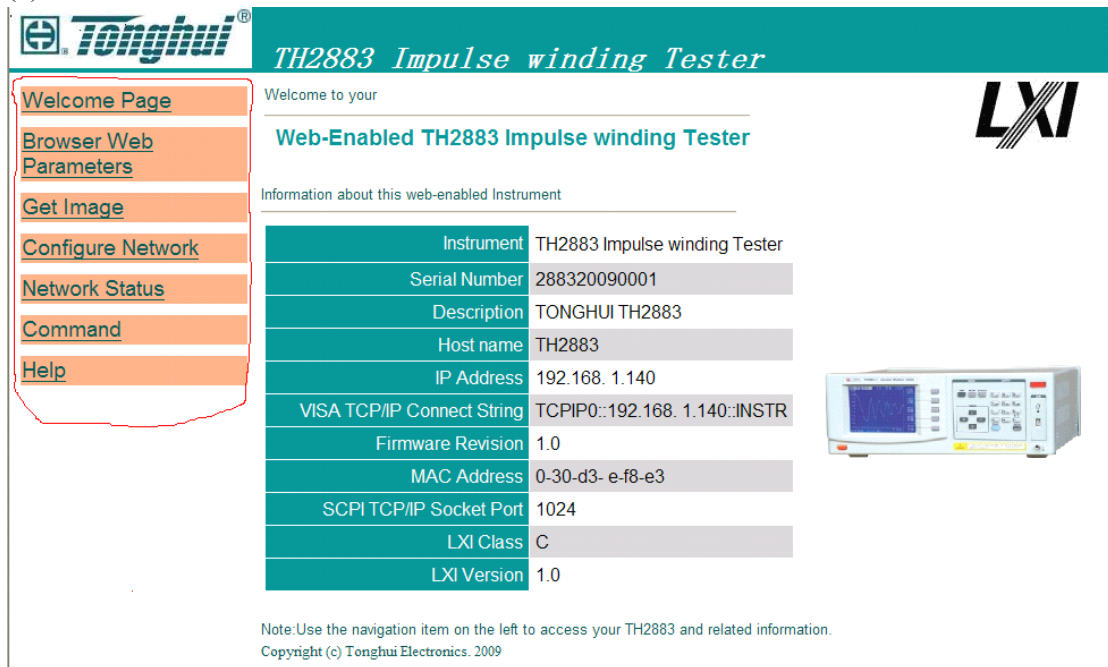 Tonghui®
TH2883 Impulse winding Tester
Welcome Page
Browser Web
Parameters
Get Image
Configure Network
Network Status
Command
Help
Welcome to your
LXI
Web-Enabled TH2883 Impulse winding Tester
Information about this web-enabled Instrument
Instrument TH2883 Impulse winding Tester
Serial Number 288320090001
Description TONGHUI TH2883
Host name TH2883
IP Address 192.168. 1.140
VISA TCP/IP Connect String TCPIP0::192.168. 1.140::INSTR
Firmware Revision 1.0
MAC Address 0-30-d3- e-f8-e3
SCPI TCP/IP Socket Port 1024
LXI Class C
LXI Version 1.0
Note:Use the navigation item on the left to access your TH2883 and related information.
Copyright (c) Tonghui Electronics. 2009